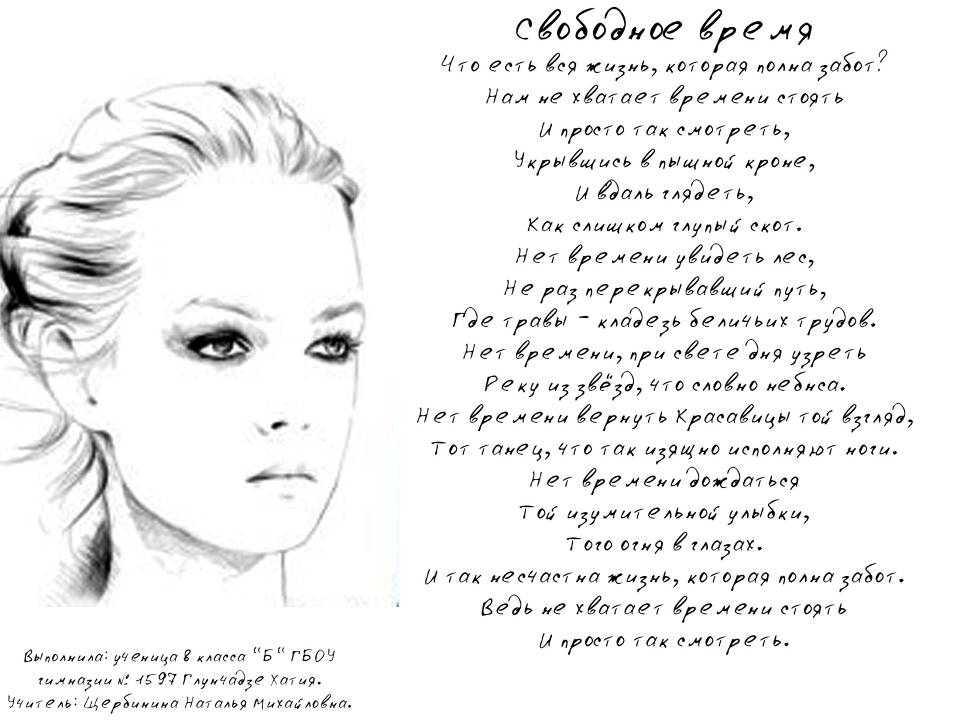 Свободное время
Что есть вся жизнь, которая полна забот?
Нам не хватает времени стоять
И просто так смотреть,
Укрывшись в пышной кроне,
И вдаль глядеть,
Как слишком глупый скот.
Нет времени увидеть лес,
Не раз перекрывавший путь,
Где травы - кладезь беличьих трудов.
Нет времени, при свете дня узреть
Реку из звёзд, что словно небнса.
Нет времени вернуть Красавицы той взгляд,
Тот танец, что так изящно исполняют ноги.
Нет времени дождаться
Той изумительной улыбки,
Того огня в глазах.
И так несчастна жизнь, которая полна забот.
Ведь не хватает времени стоять
И просто так смотреть.
Выполнила: ученица 8 класса "Б" ГБОУ
гимназии № 1597 Глунчадзе Хатия.
Учитель: Щербинина Наталья Михайловна.